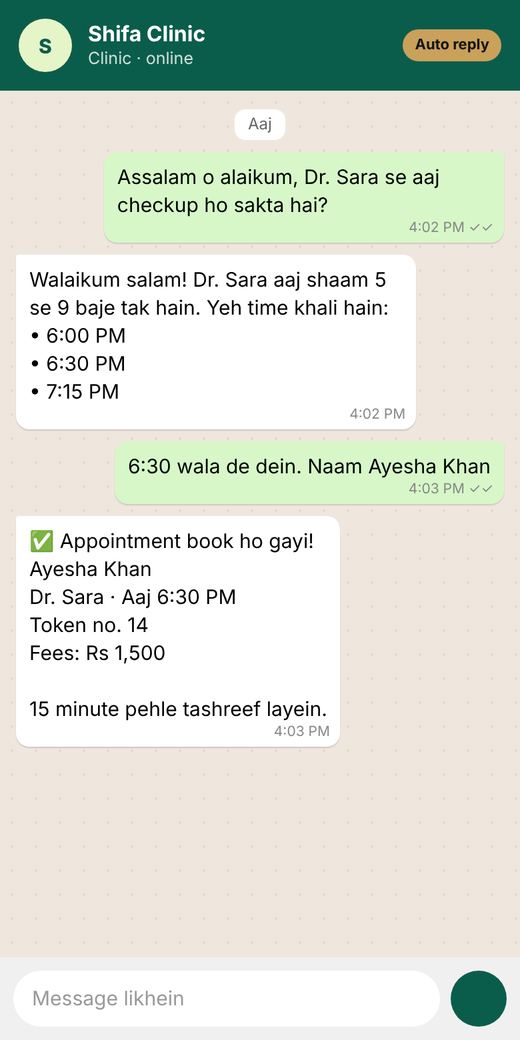 S
Shifa Clinic
Clinic · online
Auto reply
Aaj
Assalam o alaikum, Dr. Sara se aaj
checkup ho sakta hai?
4:02 PM ✓✓
Walaikum salam! Dr. Sara aaj shaam 5
se 9 baje tak hain. Yeh time khali hain:
• 6:00 PM
• 6:30 PM
• 7:15 PM
4:02 PM
6:30 wala de dein. Naam Ayesha Khan
4:03 PM ✓✓
✅ Appointment book ho gayi!
Ayesha Khan
Dr. Sara · Aaj 6:30 PM
Token no. 14
Fees: Rs 1,500
15 minute pehle tashreef layein.
4:03 PM
Message likhein